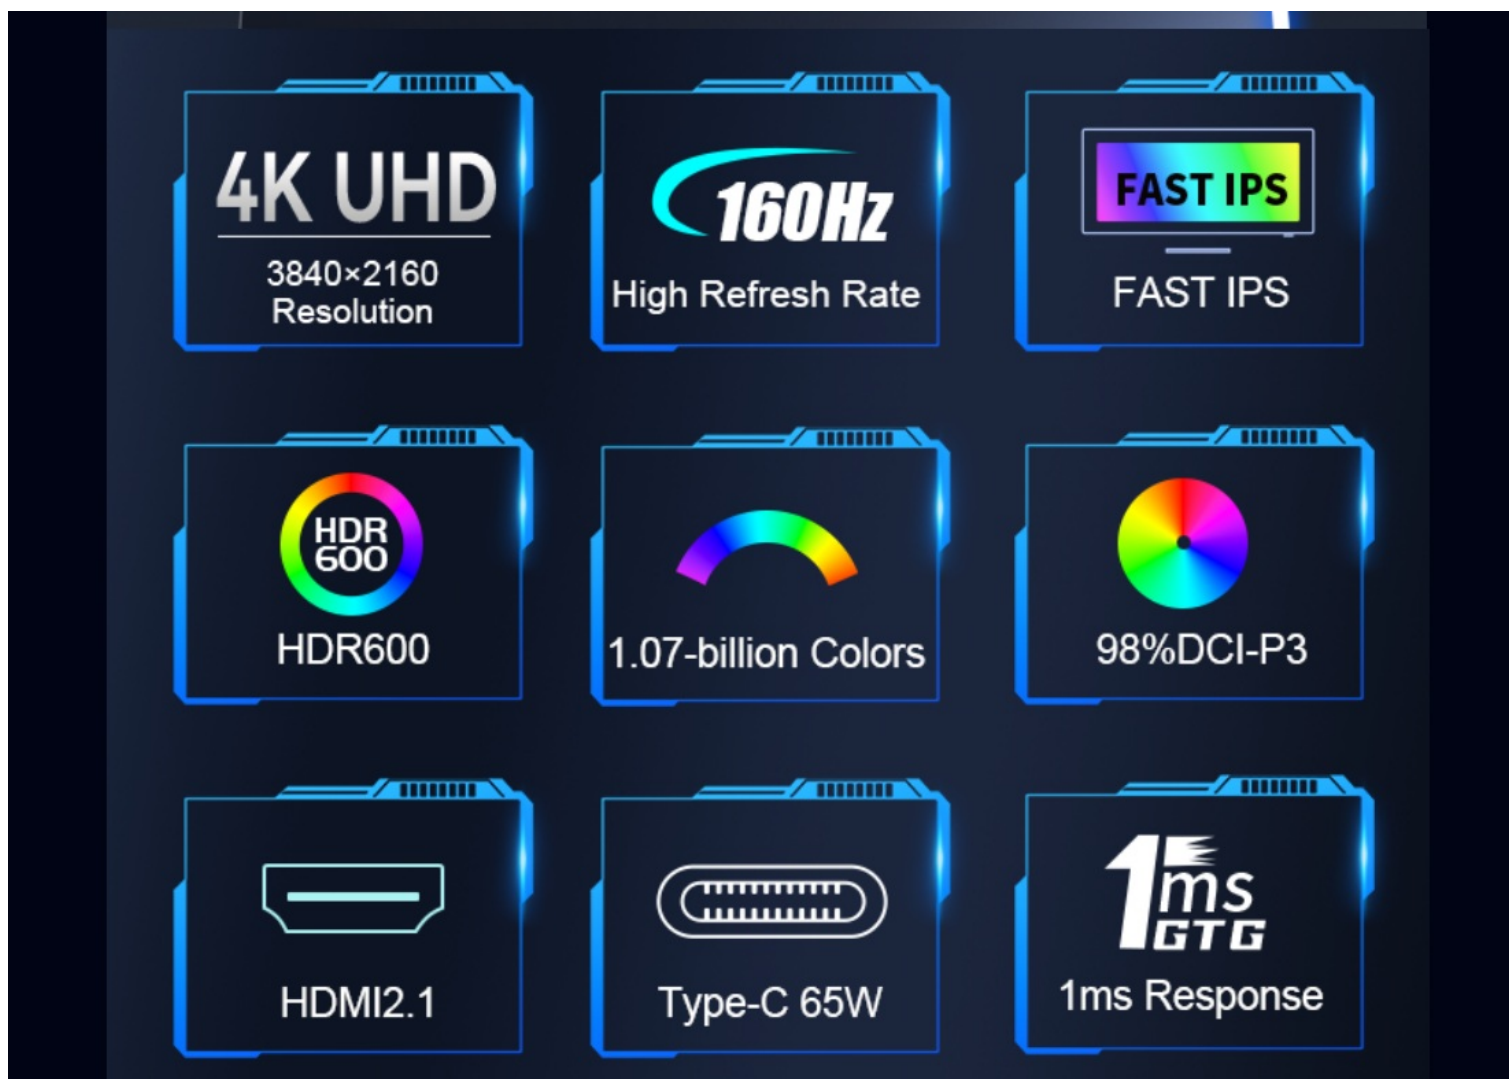 4K UHD
3840×2160
Resolution
160Hz
High Refresh Rate
FAST IPS
FAST IPS
HDR
600
HDR600
1.07-billion Colors
98%DCI-P3
HDMI2.1
Type-C 65W
1ms
GTG
1ms Response